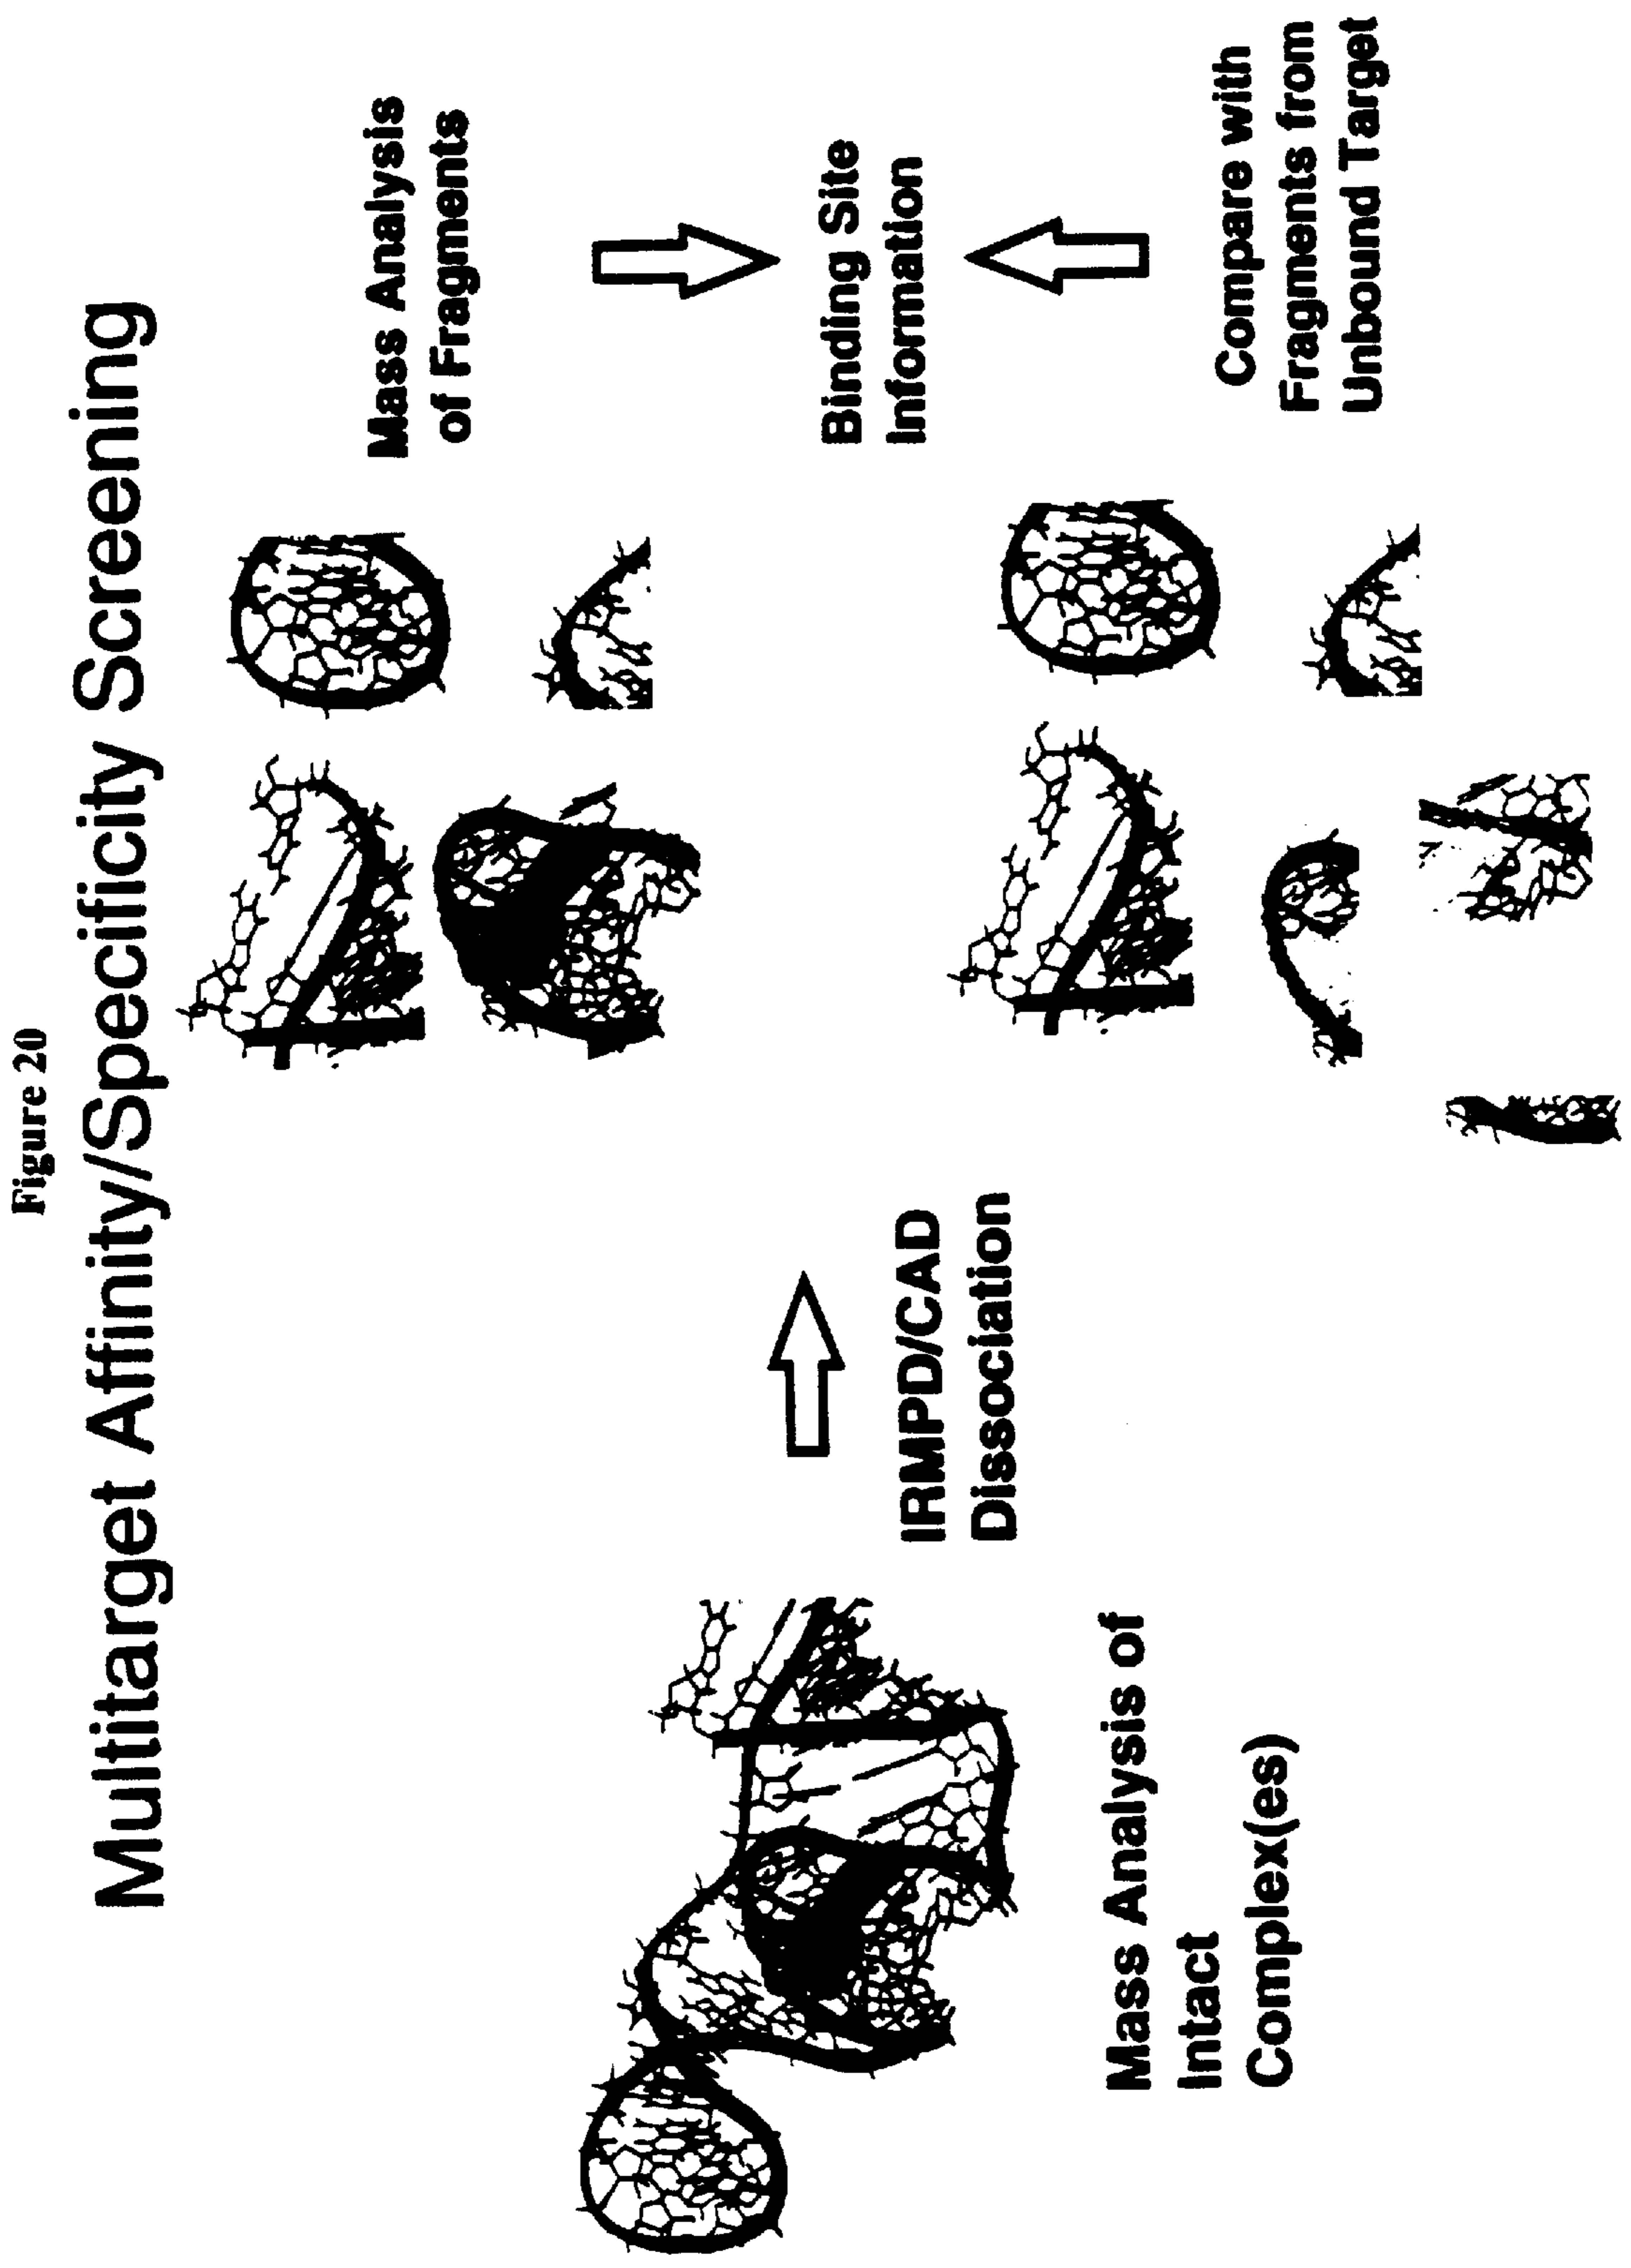 Figure 20
Multitarget Affinity/Specificity Screening
Mass Analysis of
Intact
Complex(es)
IRMPD/CAD
Dissociation
Mass Analysis
of Fragments
Binding Site
Information
Compare with
Fragments from
Unbound Target